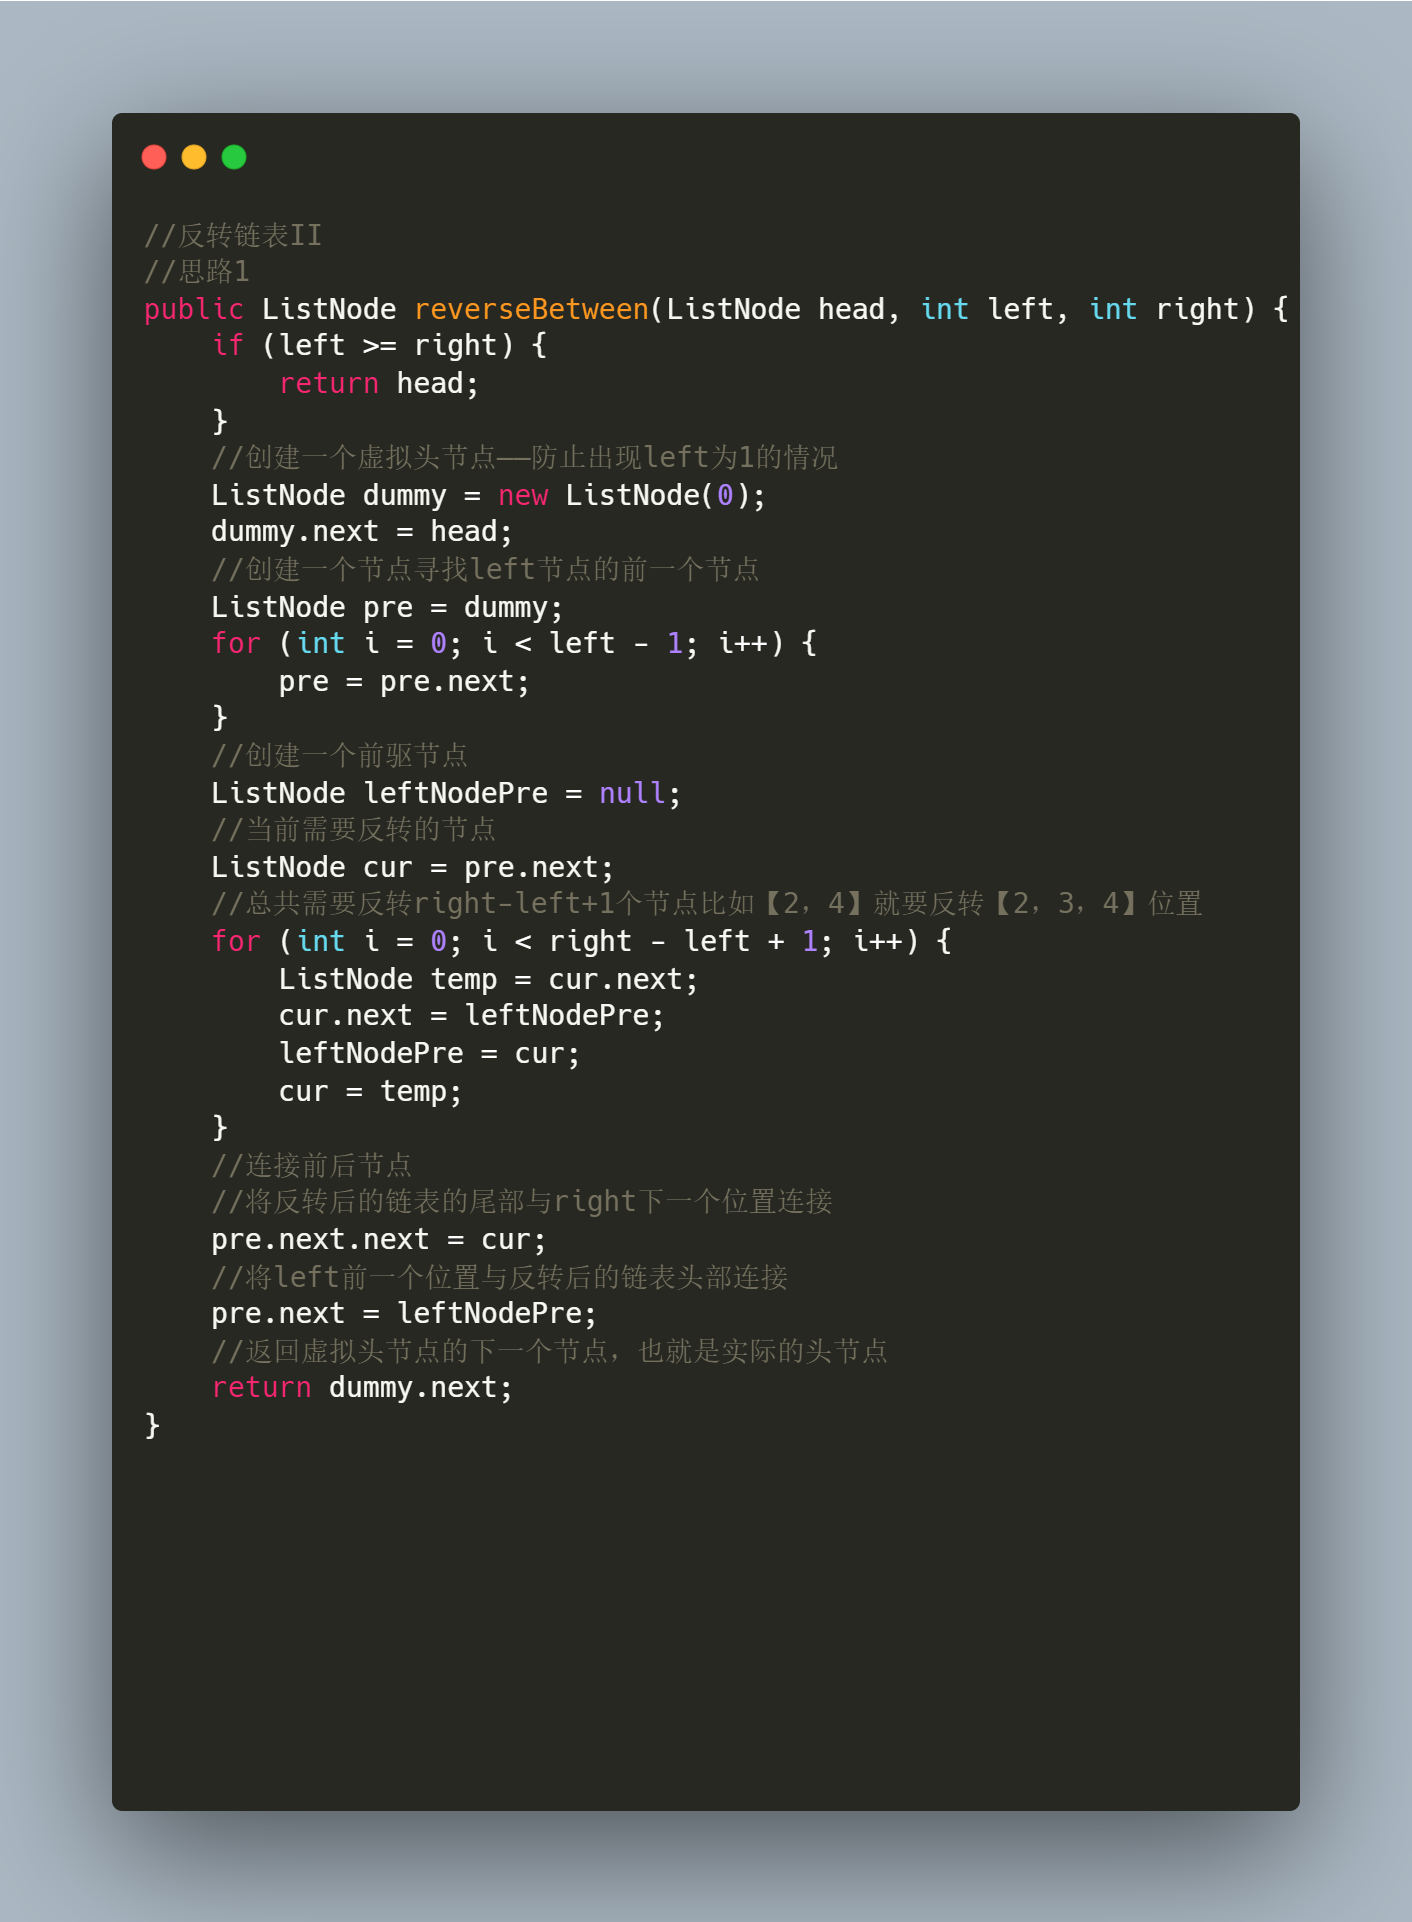 //反转链表II
//思路1
public ListNode reverseBetween(ListNode head, int left, int right) {
    if (left >= right) {
        return head;
    }
    //创建一个虚拟头节点——防止出现left为1的情况
    ListNode dummy = new ListNode(0);
    dummy.next = head;
    //创建一个节点寻找left节点的前一个节点
    ListNode pre = dummy;
    for (int i = 0; i < left - 1; i++) {
        pre = pre.next;
    }
    //创建一个前驱节点
    ListNode leftNodePre = null;
    //当前需要反转的节点
    ListNode cur = pre.next;
    //总共需要反转right-left+1个节点比如【2，4】就要反转【2，3，4】位置
    for (int i = 0; i < right - left + 1; i++) {
        ListNode temp = cur.next;
        cur.next = leftNodePre;
        leftNodePre = cur;
        cur = temp;
    }
    //连接前后节点
    //将反转后的链表的尾部与right下一个位置连接
    pre.next.next = cur;
    //将left前一个位置与反转后的链表头部连接
    pre.next = leftNodePre;
    //返回虚拟头节点的下一个节点，也就是实际的头节点
    return dummy.next;
}